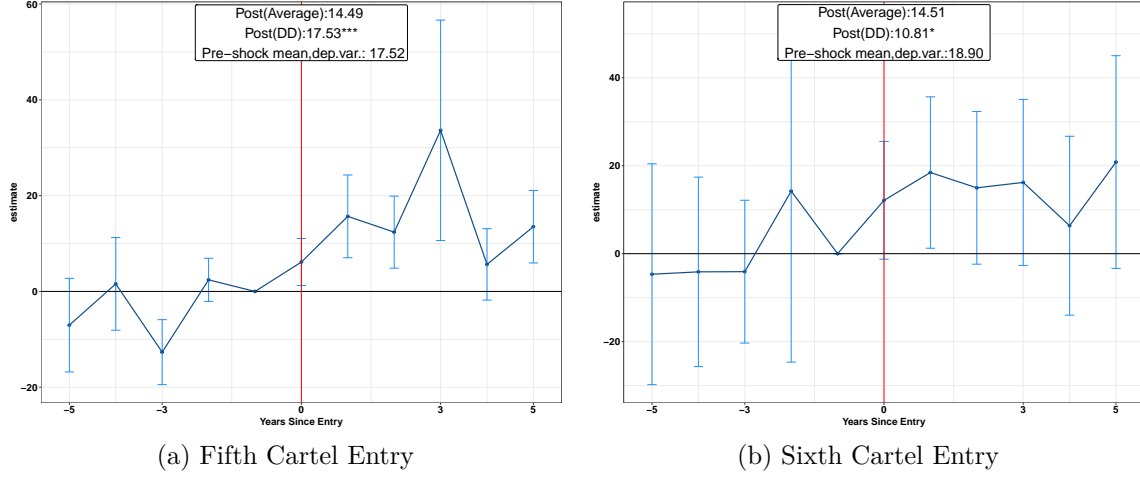 Post(Average):14.49
Post(DD):17.53***
Pre−shock mean,dep.var.: 17.52
60
40
20
0
−20
estimate
−5
−3
0
3
5
Years Since Entry
(a) Fifth Cartel Entry
Post(Average):14.51
Post(DD):10.81*
Pre−shock mean,dep.var.:18.90
40
20
0
−20
estimate
−5
−3
0
3
5
Years Since Entry
(b) Sixth Cartel Entry